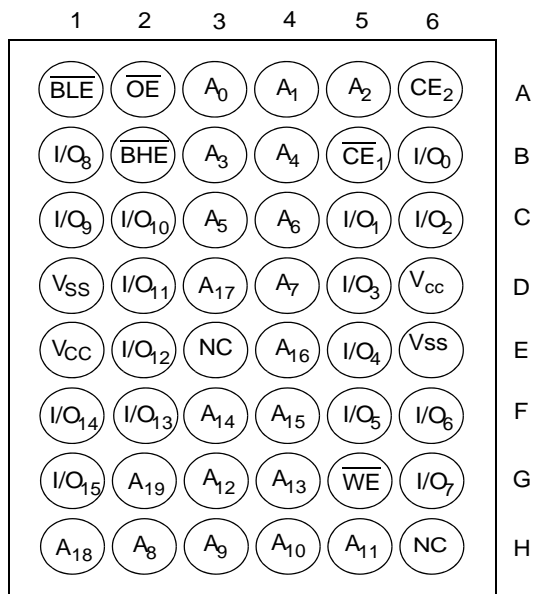 1 2 3 4 5 6
BLE OE A0 A1 A2 CE2 A
I/O8 BHE A3 A4 CE1 I/O0 B
I/O9 I/O10 A5 A6 I/O1 I/O2 C
VSS I/O11 A17 A7 I/O3 Vcc D
VCC I/O12 NC A16 I/O4 Vss E
I/O14 I/O13 A14 A15 I/O5 I/O6 F
I/O15 A19 A12 A13 WE I/O7 G
A18 A8 A9 A10 A11 NC H